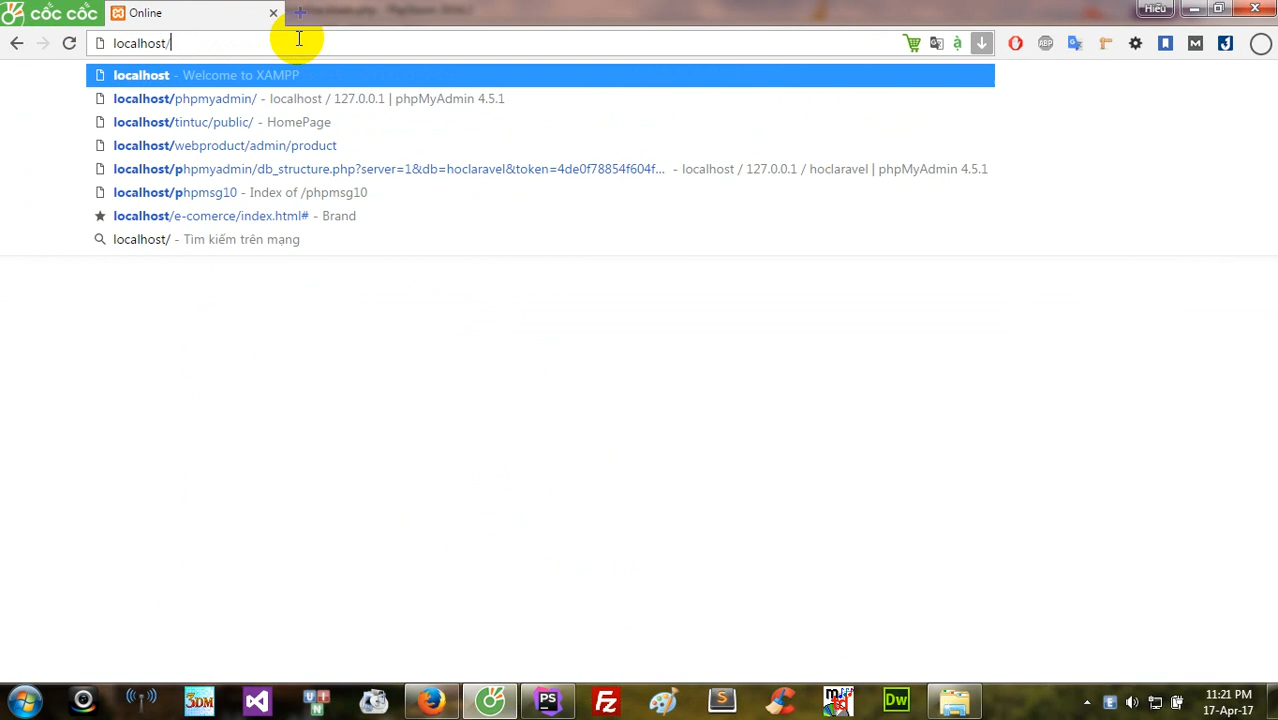 cốc cốc
Online
Hiếu
localhost/
localhost - Welcome to XAMPP
localhost/phpmyadmin/ - localhost / 127.0.0.1 | phpMyAdmin 4.5.1
localhost/tintuc/public/ - HomePage
localhost/webproduct/admin/product
localhost/phpmyadmin/db_structure.php?server=1&db=hoclaravel&token=4de0f78854f604f... - localhost / 127.0.0.1 / hoclaravel | phpMyAdmin 4.5.1
localhost/phpmsg10 - Index of /phpmsg10
localhost/e-comerce/index.html# - Brand
localhost/ - Tìm kiếm trên mạng
11:21 PM
17-Apr-17